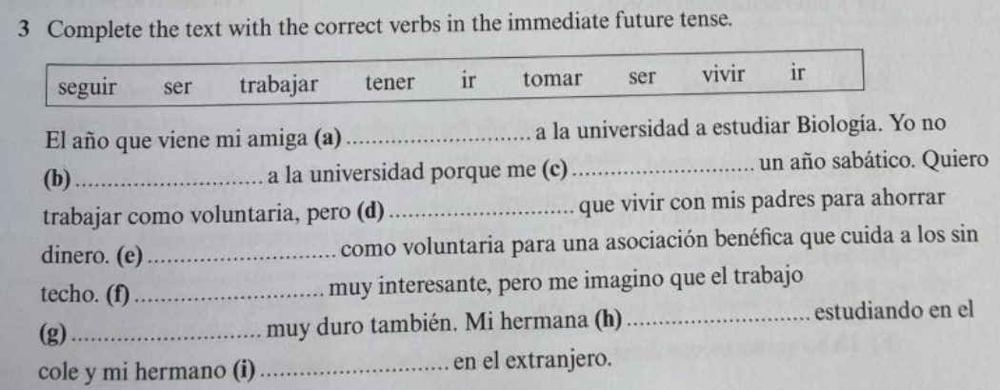 3 Complete the text with the correct verbs in the immediate future tense.
seguir ser trabajar tener ir tomar ser vivir ir
El año que viene mi amiga (a) ............................ a la universidad a estudiar Biología. Yo no
(b) ............................ a la universidad porque me (c) ............................ un año sabático. Quiero
trabajar como voluntaria, pero (d) ............................ que vivir con mis padres para ahorrar
dinero. (e) ............................ como voluntaria para una asociación benéfica que cuida a los sin
techo. (f) ............................ muy interesante, pero me imagino que el trabajo
(g) ............................ muy duro también. Mi hermana (h) ............................ estudiando en el
cole y mi hermano (i) ............................ en el extranjero.